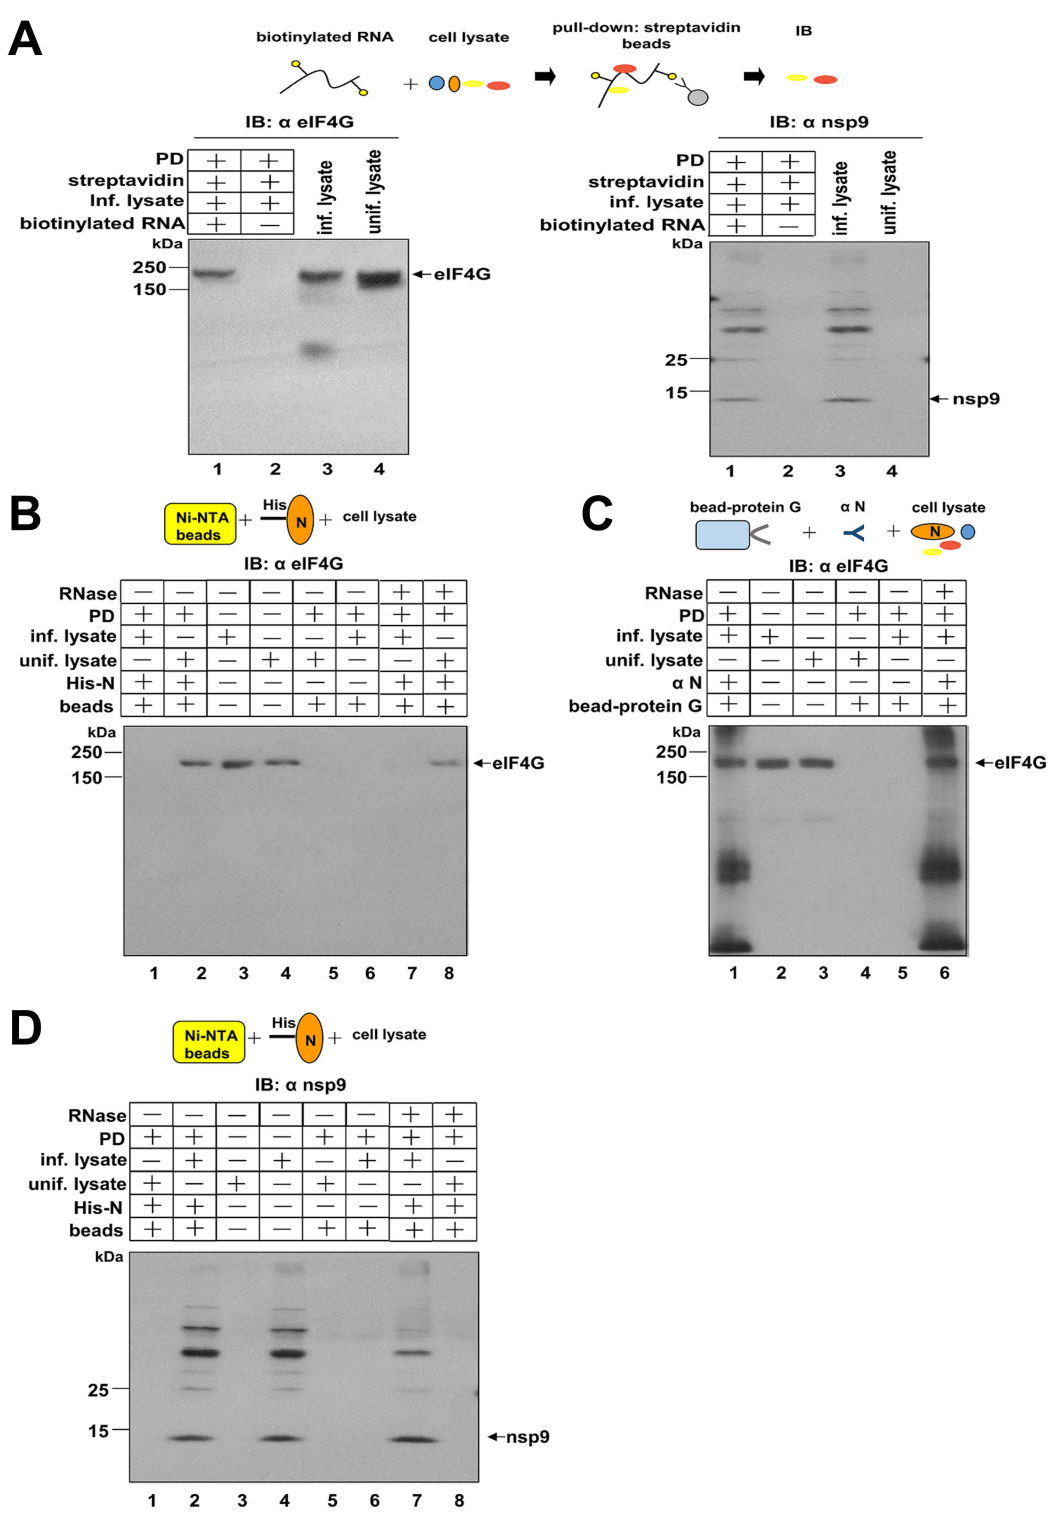 A
biotinylated RNA
cell lysate
pull-down: streptavidin
beads
IB
+
IB: α eIF4G
PD + +
streptavidin + +
Inf. lysate + +
biotinylated RNA + —
inf. lysate
unif. lysate
kDa
250
150
eIF4G
1 2 3 4
IB: α nsp9
PD + +
streptavidin + +
inf. lysate + +
biotinylated RNA + —
inf. lysate
unif. lysate
kDa
25
15
nsp9
1 2 3 4
B
Ni-NTA
beads
+
His
N
+
cell lysate
IB: α eIF4G
RNase — — — — — — + +
PD + + — — + + + +
inf. lysate + — + — — + + —
unif. lysate — + — + + — — +
His-N + + — — — — + +
beads + + — — + + + +
kDa
250
150
eIF4G
1 2 3 4 5 6 7 8
C
bead-protein G
+
α N
+
cell lysate
N
IB: α eIF4G
RNase — — — — — +
PD + — — + + +
inf. lysate + + — — + +
unif. lysate — — + + — —
α N + — — — — +
bead-protein G + — — + + +
kDa
250
150
eIF4G
1 2 3 4 5 6
D
Ni-NTA
beads
+
His
N
+
cell lysate
IB: α nsp9
RNase — — — — — — + +
PD + + — — + + + +
inf. lysate — + — + — + + —
unif. lysate + — + — + — — +
His-N + + — — — — + +
beads + + — — + + + +
kDa
25
15
nsp9
1 2 3 4 5 6 7 8